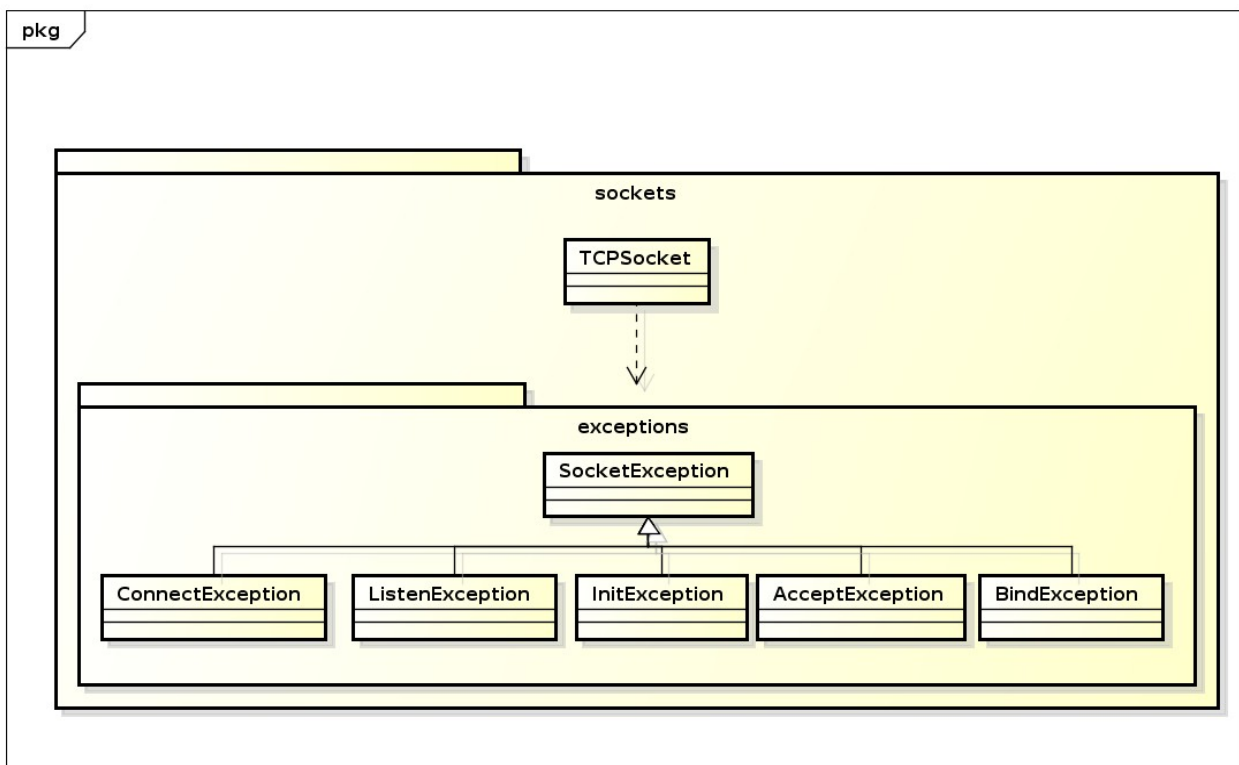 pkg
sockets
TCPSocket
exceptions
SocketException
ConnectException
ListenException
InitException
AcceptException
BindException